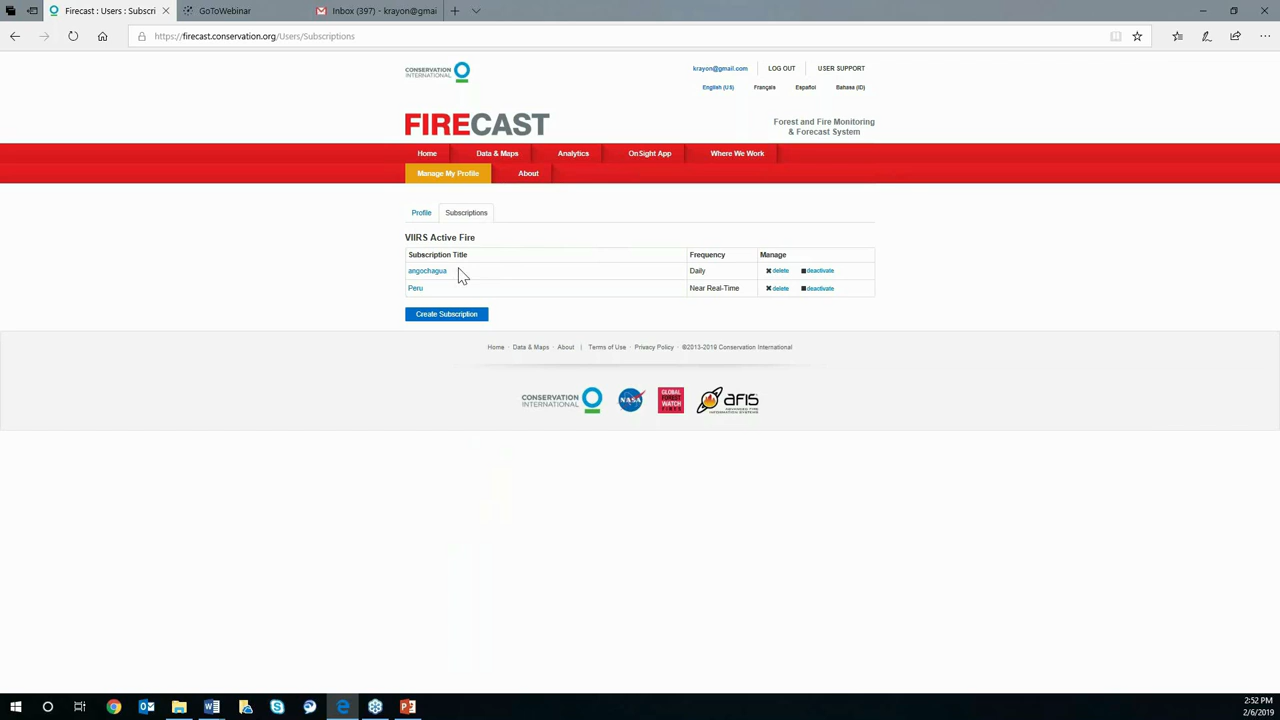 Firecast : Users : Subscri
GoToWebinar
Inbox (397) - krayon@gmai
https://firecast.conservation.org/Users/Subscriptions
CONSERVATION
INTERNATIONAL
krayon@gmail.com
LOG OUT
USER SUPPORT
English (US)
Français
Español
Bahasa (ID)
FIRECAST
Forest and Fire Monitoring
& Forecast System
Home
Data & Maps
Analytics
OnSight App
Where We Work
Manage My Profile
About
Profile
Subscriptions
VIIRS Active Fire
Subscription Title
Frequency
Manage
angochagua
Daily
delete
deactivate
Peru
Near Real-Time
delete
deactivate
Create Subscription
Home · Data & Maps · About | Terms of Use · Privacy Policy · ©2013-2019 Conservation International
CONSERVATION
INTERNATIONAL
NASA
GLOBAL
FOREST
WATCH
FIRES
AFIS
ADVANCED FIRE
INFORMATION SYSTEMS
2:52 PM
2/6/2019